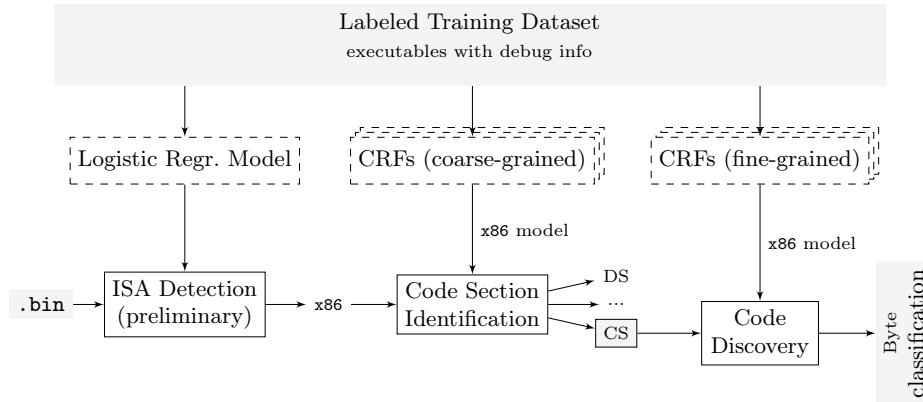 Labeled Training Dataset
executables with debug info
Logistic Regr. Model
CRFs (coarse-grained)
CRFs (fine-grained)
x86 model
x86 model
.bin
ISA Detection
(preliminary)
x86
Code Section
Identification
DS
...
CS
Code
Discovery
Byte
classification